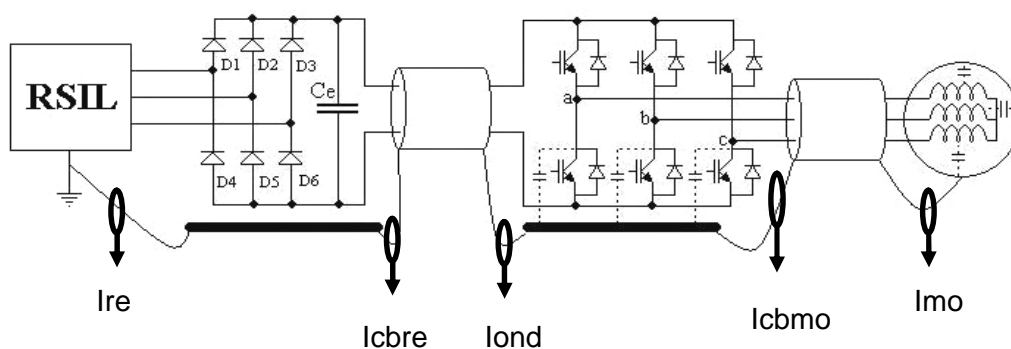 RSIL
D1
D2
D3
Ce
D4
D5
D6
a
b
c
Ire
Icbre
Iond
Icbmo
Imo